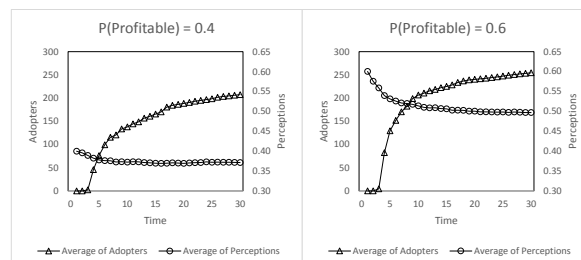 P(Profitable) = 0.4
300
250
200
150
100
50
0
Adopters
0.65
0.60
0.55
0.50
0.45
0.40
0.35
0.30
Perceptions
0 5 10 15 20 25 30
Time
Average of Adopters Average of Perceptions
P(Profitable) = 0.6
300
250
200
150
100
50
0
Adopters
0.65
0.60
0.55
0.50
0.45
0.40
0.35
0.30
Perceptions
0 5 10 15 20 25 30
Time
Average of Adopters Average of Perceptions